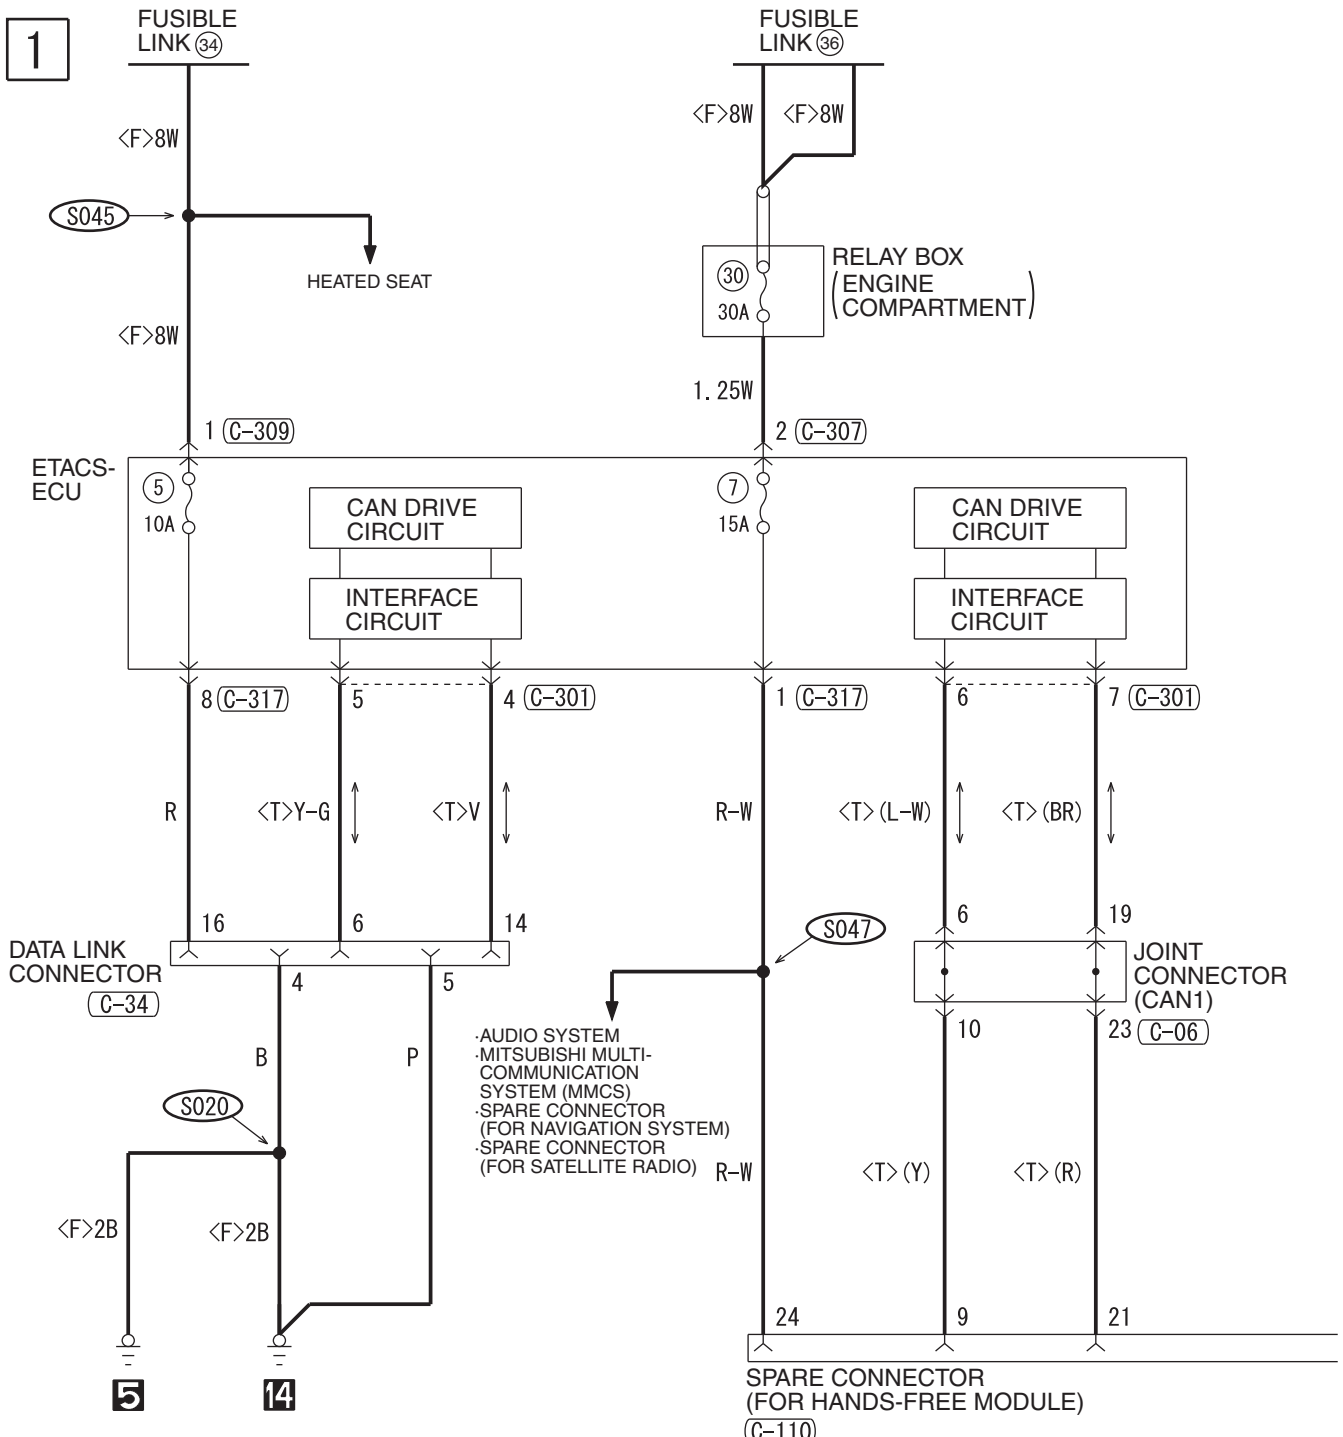 1
FUSIBLE
LINK 34
FUSIBLE
LINK 36
<F>8W
<F>8W
<F>8W
S045
HEATED SEAT
30
30A
RELAY BOX
(ENGINE
COMPARTMENT)
<F>8W
1.25W
1 C-309
2 C-307
ETACS-
ECU
5
10A
CAN DRIVE
CIRCUIT
7
15A
CAN DRIVE
CIRCUIT
INTERFACE
CIRCUIT
INTERFACE
CIRCUIT
8 C-317
5
4 C-301
1 C-317
6
7 C-301
R
<T>Y-G
<T>V
R-W
<T>(L-W)
<T>(BR)
16
6
14
S047
6
19
DATA LINK
CONNECTOR
C-34
4
5
JOINT
CONNECTOR
(CAN1)
10
23 C-06
B
P
·AUDIO SYSTEM
·MITSUBISHI MULTI-
COMMUNICATION
SYSTEM (MMCS)
·SPARE CONNECTOR
(FOR NAVIGATION SYSTEM)
·SPARE CONNECTOR
(FOR SATELLITE RADIO)
S020
R-W
<T>(Y)
<T>(R)
<F>2B
<F>2B
24
9
21
5
14
SPARE CONNECTOR
(FOR HANDS-FREE MODULE)
C-110